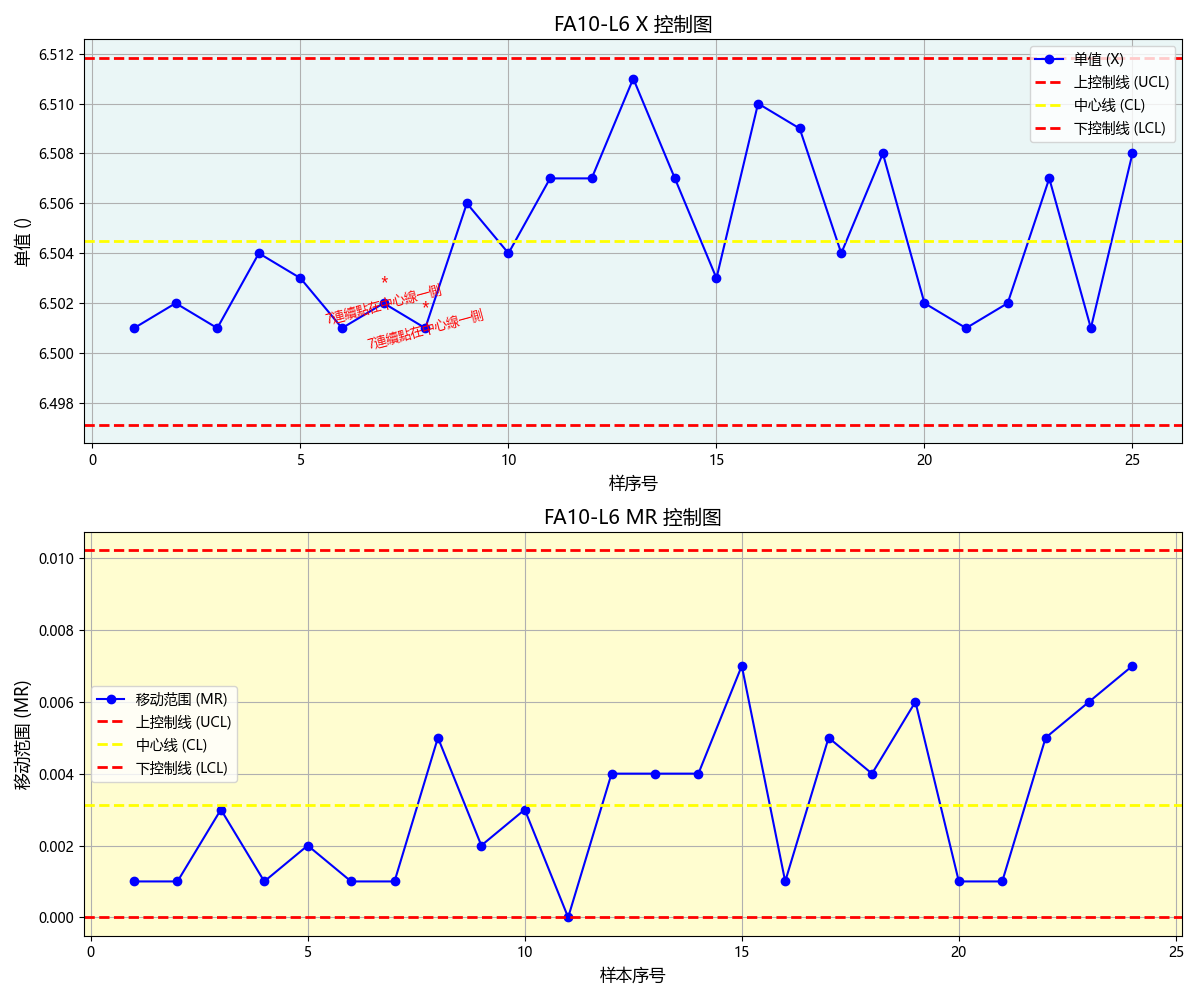 FA10-L6 X 控制图
单值 ()
6.512
6.510
6.508
6.506
6.504
6.502
6.500
6.498
单值 (X)
上控制线 (UCL)
中心线 (CL)
下控制线 (LCL)
*
7連續點在中心線一側
*
7連續點在中心線一側
0
5
10
15
20
25
样序号
FA10-L6 MR 控制图
移动范围 (MR)
0.010
0.008
0.006
0.004
0.002
0.000
移动范围 (MR)
上控制线 (UCL)
中心线 (CL)
下控制线 (LCL)
0
5
10
15
20
25
样本序号